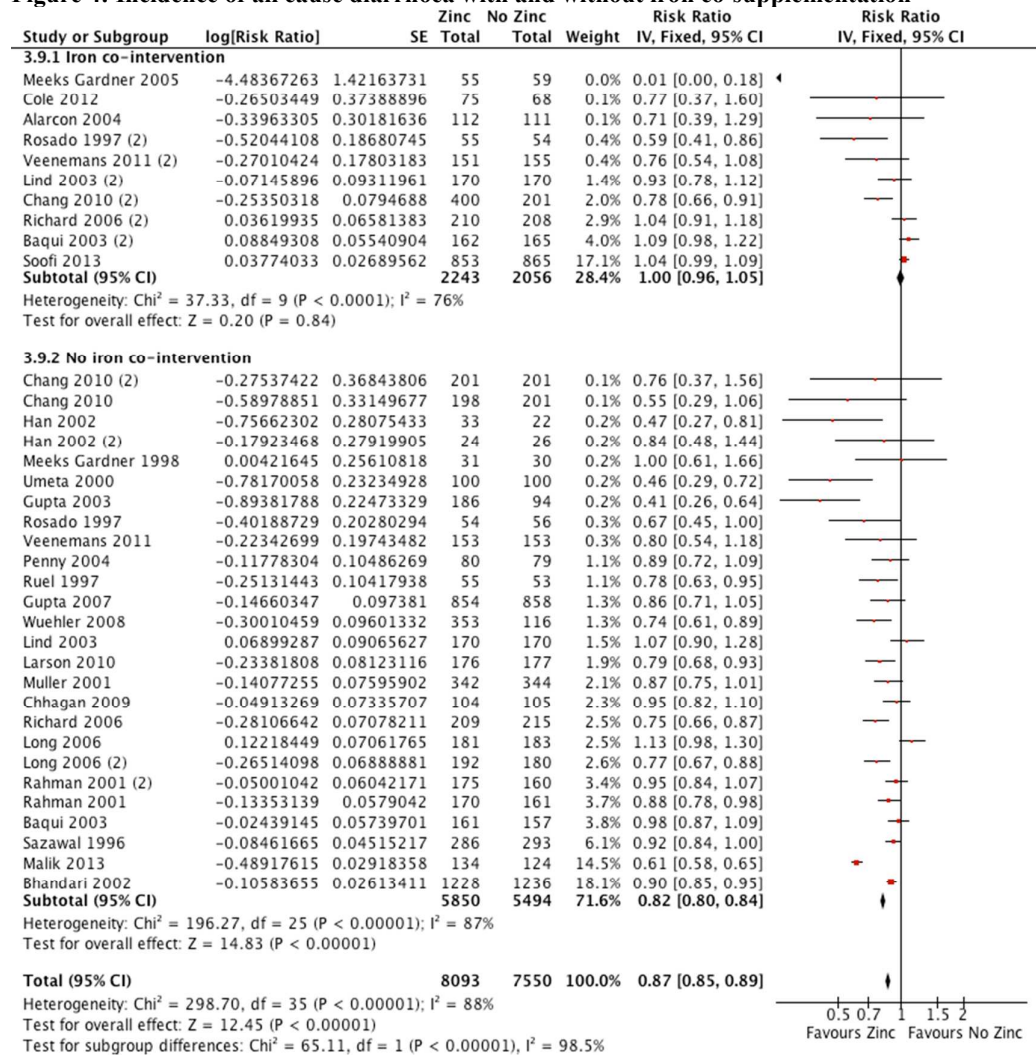 Figure 4: Incidence of all cause diarrhoea with and without iron co-supplementation
Zinc No Zinc Risk Ratio Risk Ratio
Study or Subgroup log[Risk Ratio] SE Total Total Weight IV, Fixed, 95% CI IV, Fixed, 95% CI
3.9.1 Iron co-intervention
Meeks Gardner 2005 -4.48367263 1.42163731 55 59 0.0% 0.01 [0.00, 0.18]
Cole 2012 -0.26503449 0.37388896 75 68 0.1% 0.77 [0.37, 1.60]
Alarcon 2004 -0.33963305 0.30181636 112 111 0.1% 0.71 [0.39, 1.29]
Rosado 1997 (2) -0.52044108 0.18680745 55 54 0.4% 0.59 [0.41, 0.86]
Veenemans 2011 (2) -0.27010424 0.17803183 151 155 0.4% 0.76 [0.54, 1.08]
Lind 2003 (2) -0.07145896 0.09311961 170 170 1.4% 0.93 [0.78, 1.12]
Chang 2010 (2) -0.25350318 0.0794688 400 201 2.0% 0.78 [0.66, 0.91]
Richard 2006 (2) 0.03619935 0.06581383 210 208 2.9% 1.04 [0.91, 1.18]
Baqui 2003 (2) 0.08849308 0.05540904 162 165 4.0% 1.09 [0.98, 1.22]
Soofi 2013 0.03774033 0.02689562 853 865 17.1% 1.04 [0.99, 1.09]
Subtotal (95% CI) 2243 2056 28.4% 1.00 [0.96, 1.05]
Heterogeneity: Chi² = 37.33, df = 9 (P < 0.0001); I² = 76%
Test for overall effect: Z = 0.20 (P = 0.84)
3.9.2 No iron co-intervention
Chang 2010 (2) -0.27537422 0.36843806 201 201 0.1% 0.76 [0.37, 1.56]
Chang 2010 -0.58978851 0.33149677 198 201 0.1% 0.55 [0.29, 1.06]
Han 2002 -0.75662302 0.28075433 33 22 0.2% 0.47 [0.27, 0.81]
Han 2002 (2) -0.17923468 0.27919905 24 26 0.2% 0.84 [0.48, 1.44]
Meeks Gardner 1998 0.00421645 0.25610818 31 30 0.2% 1.00 [0.61, 1.66]
Umeta 2000 -0.78170058 0.23234928 100 100 0.2% 0.46 [0.29, 0.72]
Gupta 2003 -0.89381788 0.22473329 186 94 0.2% 0.41 [0.26, 0.64]
Rosado 1997 -0.40188729 0.20280294 54 56 0.3% 0.67 [0.45, 1.00]
Veenemans 2011 -0.22342699 0.19743482 153 153 0.3% 0.80 [0.54, 1.18]
Penny 2004 -0.11778304 0.10486269 80 79 1.1% 0.89 [0.72, 1.09]
Ruel 1997 -0.25131443 0.10417938 55 53 1.1% 0.78 [0.63, 0.95]
Gupta 2007 -0.14660347 0.097381 854 858 1.3% 0.86 [0.71, 1.05]
Wuehler 2008 -0.30010459 0.09601332 353 116 1.3% 0.74 [0.61, 0.89]
Lind 2003 0.06899287 0.09065627 170 170 1.5% 1.07 [0.90, 1.28]
Larson 2010 -0.23381808 0.08123116 176 177 1.9% 0.79 [0.68, 0.93]
Muller 2001 -0.14077255 0.07595902 342 344 2.1% 0.87 [0.75, 1.01]
Chhagan 2009 -0.04913269 0.07335707 104 105 2.3% 0.95 [0.82, 1.10]
Richard 2006 -0.28106642 0.07078211 209 215 2.5% 0.75 [0.66, 0.87]
Long 2006 0.12218449 0.07061765 181 183 2.5% 1.13 [0.98, 1.30]
Long 2006 (2) -0.26514098 0.06888881 192 180 2.6% 0.77 [0.67, 0.88]
Rahman 2001 (2) -0.05001042 0.06042171 175 160 3.4% 0.95 [0.84, 1.07]
Rahman 2001 -0.13353139 0.0579042 170 161 3.7% 0.88 [0.78, 0.98]
Baqui 2003 -0.02439145 0.05739701 161 157 3.8% 0.98 [0.87, 1.09]
Sazawal 1996 -0.08461665 0.04515217 286 293 6.1% 0.92 [0.84, 1.00]
Malik 2013 -0.48917615 0.02918358 134 124 14.5% 0.61 [0.58, 0.65]
Bhandari 2002 -0.10583655 0.02613411 1228 1236 18.1% 0.90 [0.85, 0.95]
Subtotal (95% CI) 5850 5494 71.6% 0.82 [0.80, 0.84]
Heterogeneity: Chi² = 196.27, df = 25 (P < 0.00001); I² = 87%
Test for overall effect: Z = 14.83 (P < 0.00001)
Total (95% CI) 8093 7550 100.0% 0.87 [0.85, 0.89]
Heterogeneity: Chi² = 298.70, df = 35 (P < 0.00001); I² = 88%
Test for overall effect: Z = 12.45 (P < 0.00001)
Test for subgroup differences: Chi² = 65.11, df = 1 (P < 0.00001), I² = 98.5%
0.5 0.7 1 1.5 2
Favours Zinc Favours No Zinc